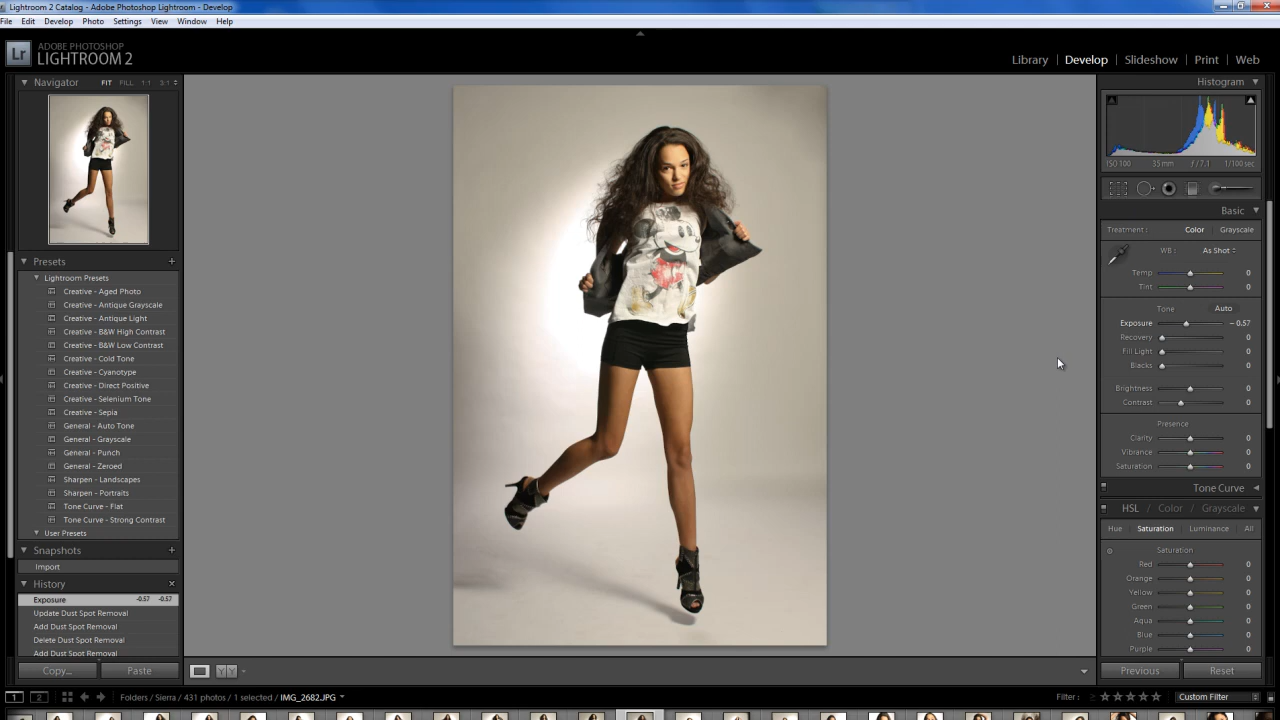 Lightroom 2 Catalog - Adobe Photoshop Lightroom - Develop
File Edit Develop Photo Settings View Window Help
Lr ADOBE PHOTOSHOP
LIGHTROOM 2
Library | Develop | Slideshow | Print | Web
Navigator FIT FILL 1:1 3:1
Presets +
Lightroom Presets
Creative - Aged Photo
Creative - Antique Grayscale
Creative - Antique Light
Creative - B&W High Contrast
Creative - B&W Low Contrast
Creative - Cold Tone
Creative - Cyanotype
Creative - Direct Positive
Creative - Selenium Tone
Creative - Sepia
General - Auto Tone
General - Grayscale
General - Punch
General - Zeroed
Sharpen - Landscapes
Sharpen - Portraits
Tone Curve - Flat
Tone Curve - Strong Contrast
User Presets
Snapshots +
Import
History ×
Exposure -0.57 -0.57
Update Dust Spot Removal
Add Dust Spot Removal
Delete Dust Spot Removal
Add Dust Spot Removal
Copy... Paste
Histogram
ISO 100 35 mm f / 7.1 1/100 sec
Basic
Treatment : Color Grayscale
WB : As Shot
Temp 0
Tint 0
Tone Auto
Exposure - 0.57
Recovery 0
Fill Light 0
Blacks 0
Brightness 0
Contrast 0
Presence
Clarity 0
Vibrance 0
Saturation 0
Tone Curve
HSL / Color / Grayscale
Hue Saturation Luminance All
Saturation
Red 0
Orange 0
Yellow 0
Green 0
Aqua 0
Blue 0
Purple 0
Previous Reset
YY
1 2 Folders / Sierra / 431 photos / 1 selected / IMG_2682.JPG
Filter : Custom Filter